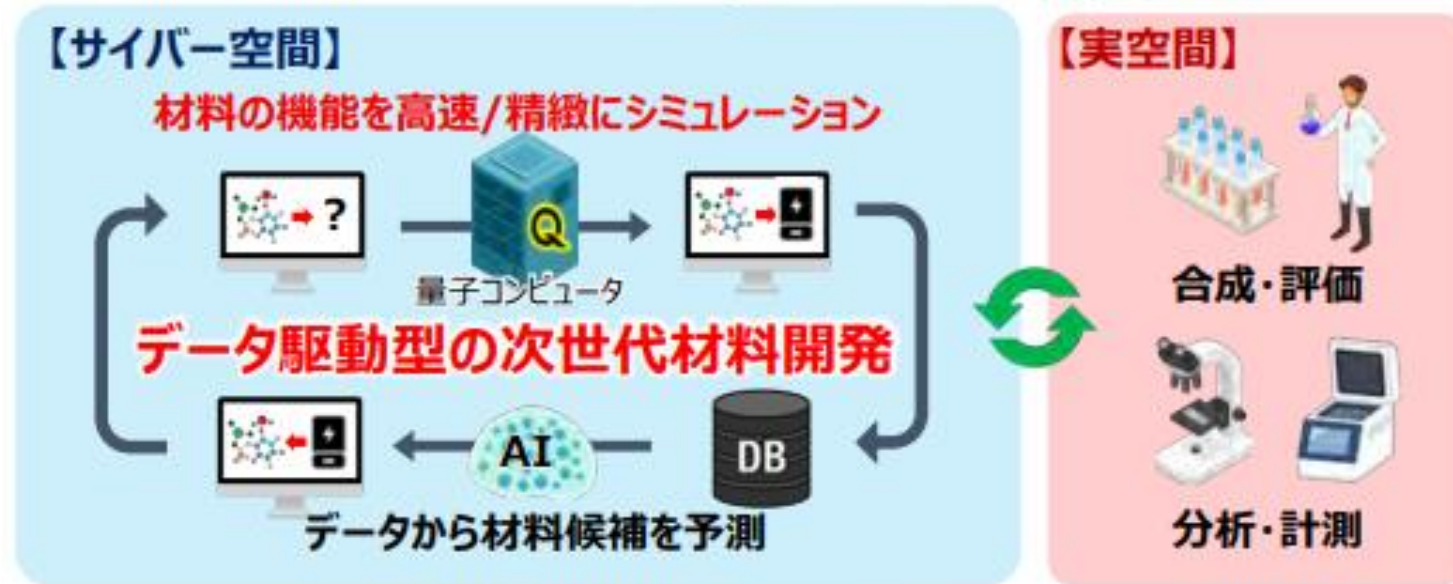 【サイバー空間】
材料の機能を高速/精緻にシミュレーション
?
Q
量子コンピュータ
データ駆動型の次世代材料開発
AI
DB
データから材料候補を予測
【実空間】
合成・評価
分析・計測